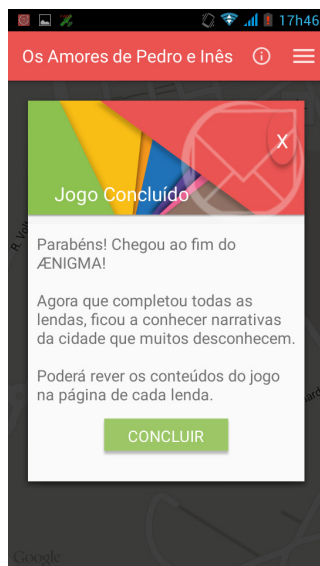 17h46
Os Amores de Pedro e Inês
X
Jogo Concluído
Parabéns! Chegou ao fim do
ÆNIGMA!
Agora que completou todas as
lendas, ficou a conhecer narrativas
da cidade que muitos desconhecem.
Poderá rever os conteúdos do jogo
na página de cada lenda.
CONCLUIR
Google